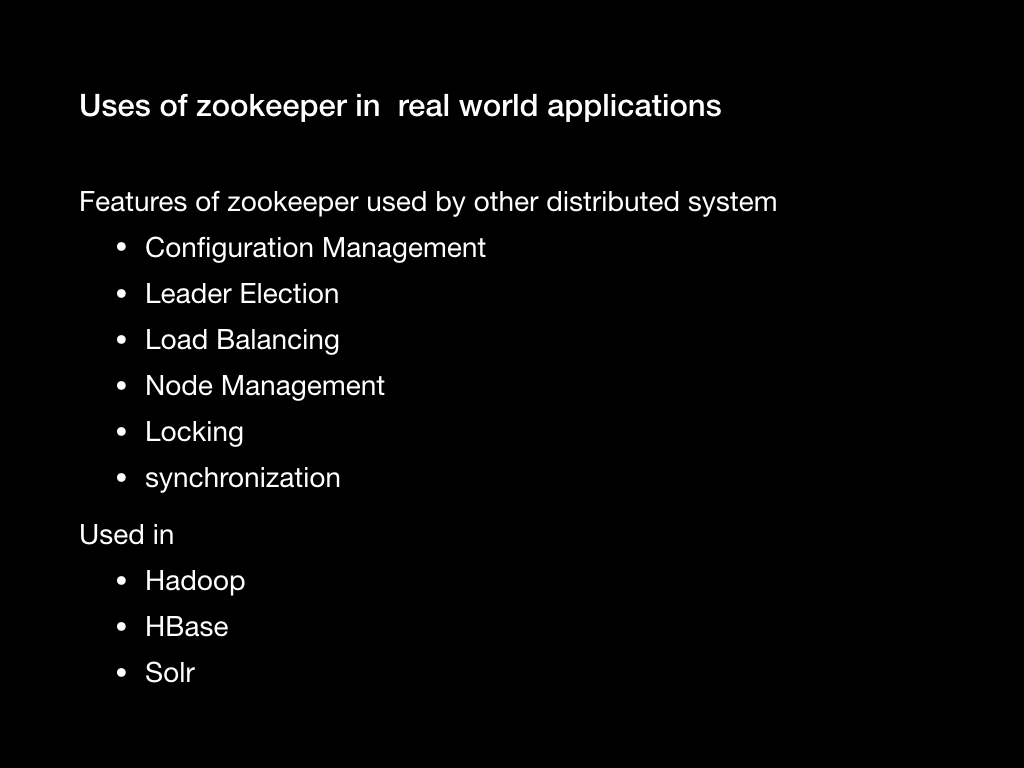 Uses of zookeeper in  real world applications
Features of zookeeper used by other distributed system
• Configuration Management
• Leader Election
• Load Balancing
• Node Management
• Locking
• synchronization
Used in
• Hadoop
• HBase
• Solr